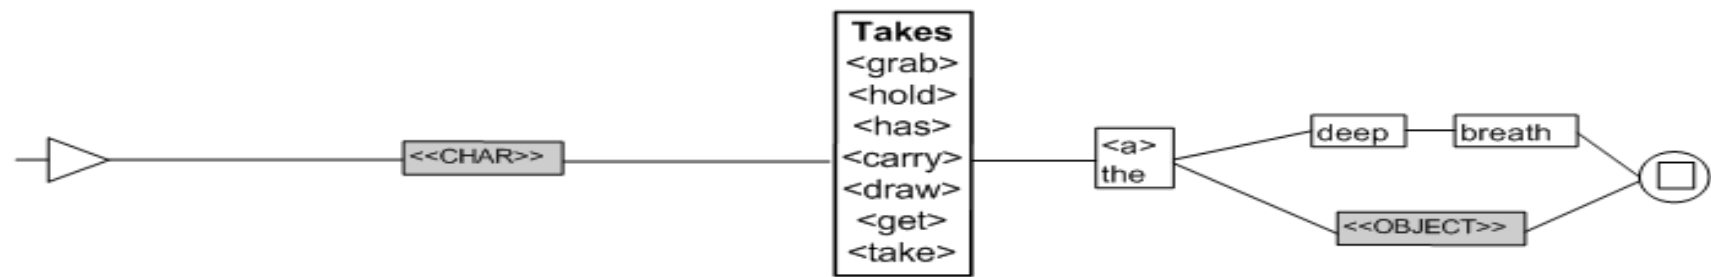 <<CHAR>>
Takes
<grab>
<hold>
<has>
<carry>
<draw>
<get>
<take>
<a>
the
deep
breath
<<OBJECT>>